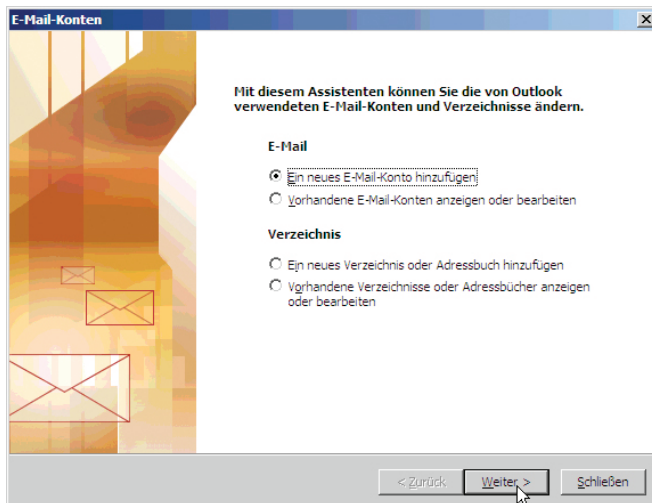 E-Mail-Konten
Mit diesem Assistenten können Sie die von Outlook
verwendeten E-Mail-Konten und Verzeichnisse ändern.
E-Mail
Ein neues E-Mail-Konto hinzufügen
Vorhandene E-Mail-Konten anzeigen oder bearbeiten
Verzeichnis
Ein neues Verzeichnis oder Adressbuch hinzufügen
Vorhandene Verzeichnisse oder Adressbücher anzeigen
oder bearbeiten
< Zurück
Weiter >
Schließen